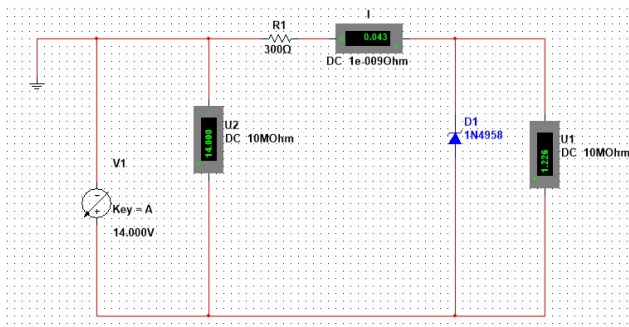 I
R1
300Ω
0.043
DC 1e-009Ohm
U2
DC 10MOhm
14.000
D1
1N4958
U1
DC 10MOhm
1.226
V1
Key = A
14.000V